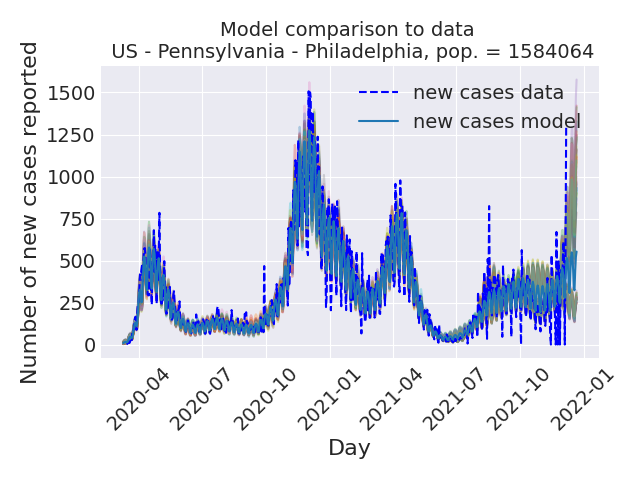 Model comparison to data
US - Pennsylvania - Philadelphia, pop. = 1584064
new cases data
new cases model
Number of new cases reported
1500
1250
1000
750
500
250
0
2020-04
2020-07
2020-10
2021-01
2021-04
2021-07
2021-10
2022-01
Day